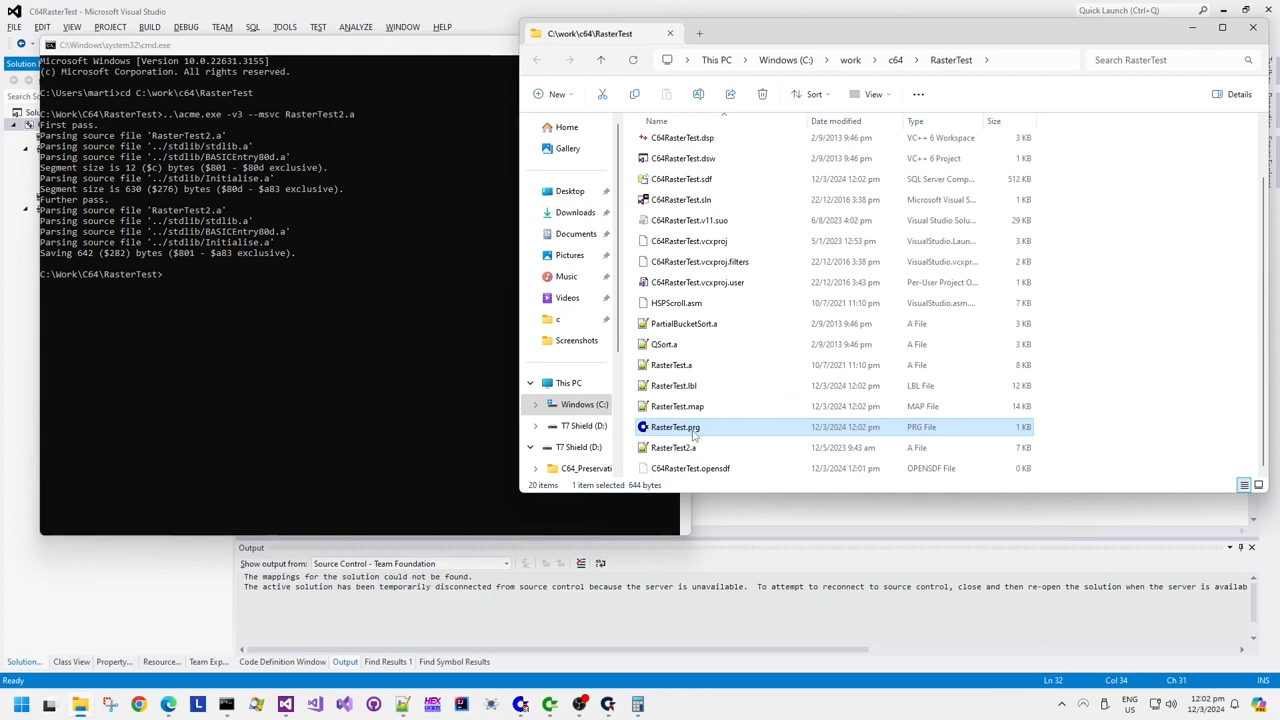 C64RasterTest
Quick Launch (Ctrl+Q)
FILE EDIT VIEW PROJECT BUILD DEBUG TEAM SQL TOOLS TEST ANALYZE WINDOW HELP
C:\Windows\system32\cmd.exe
Microsoft Windows [Version 10.0.22631.3155]
(c) Microsoft Corporation. All rights reserved.
C:\Users\marti>cd C:\work\c64\RasterTest
C:\Work\C64\RasterTest>..\acme.exe -v3 --msvc RasterTest2.a
First pass.
Parsing source file 'RasterTest2.a'
Parsing source file '../stdlib/stdlib.a'
Parsing source file '../stdlib/BASICEntry80d.a'
Segment size is 12 ($c) bytes ($801 - $80d exclusive).
Parsing source file '../stdlib/Initialise.a'
Segment size is 630 ($276) bytes ($80d - $a83 exclusive).
Further pass.
Parsing source file 'RasterTest2.a'
Parsing source file '../stdlib/stdlib.a'
Parsing source file '../stdlib/BASICEntry80d.a'
Parsing source file '../stdlib/Initialise.a'
Saving 642 ($282) bytes ($801 - $a83 exclusive).
C:\Work\C64\RasterTest>
Solution
Search So
Solu
C:\work\c64\RasterTest
This PC > Windows (C:) > work > c64 > RasterTest >
Search RasterTest
New Sort View Details
Home
Gallery
Desktop
Downloads
Documents
Pictures
Music
Videos
c
Screenshots
This PC
Windows (C:)
T7 Shield (D:)
T7 Shield (D:)
C64_Preservati
Name Date modified Type Size
C64RasterTest.dsp 2/9/2013 9:46 pm VC++ 6 Workspace 3 KB
C64RasterTest.dsw 2/9/2013 9:46 pm VC++ 6 Project 1 KB
C64RasterTest.sdf 12/3/2024 12:02 pm SQL Server Comp... 512 KB
C64RasterTest.sln 22/12/2016 3:38 pm Microsoft Visual S... 2 KB
C64RasterTest.v11.suo 6/8/2023 4:02 pm Visual Studio Solu... 29 KB
C64RasterTest.vcxproj 5/1/2023 12:53 pm VisualStudio.Laun... 3 KB
C64RasterTest.vcxproj.filters 22/12/2016 3:38 pm VisualStudio.vcxpr... 2 KB
C64RasterTest.vcxproj.user 22/12/2016 3:43 pm Per-User Project O... 3 KB
HSPScroll.asm 10/7/2021 11:10 pm VisualStudio.asm.... 7 KB
PartialBucketSort.a 2/9/2013 9:46 pm A File 3 KB
QSort.a 2/9/2013 9:46 pm A File 3 KB
RasterTest.a 10/7/2021 11:10 pm A File 8 KB
RasterTest.lbl 12/3/2024 12:02 pm LBL File 12 KB
RasterTest.map 12/3/2024 12:02 pm MAP File 14 KB
RasterTest.prg 12/3/2024 12:02 pm PRG File 1 KB
RasterTest2.a 12/5/2023 9:43 am A File 7 KB
C64RasterTest.opensdf 12/3/2024 12:01 pm OPENSDF File 0 KB
20 items 1 item selected 644 bytes
Output
Show output from: Source Control - Team Foundation
The mappings for the solution could not be found.
The active solution has been temporarily disconnected from source control because the server is unavailable. To attempt to reconnect to source control, close and then re-open the solution when the server is availab
Solution... Class View Property... Resource... Team Exp... Code Definition Window Output Find Results 1 Find Symbol Results
Ln 32 Col 34 Ch 31 INS
L HEX ENG US 12:02 pm 12/3/2024